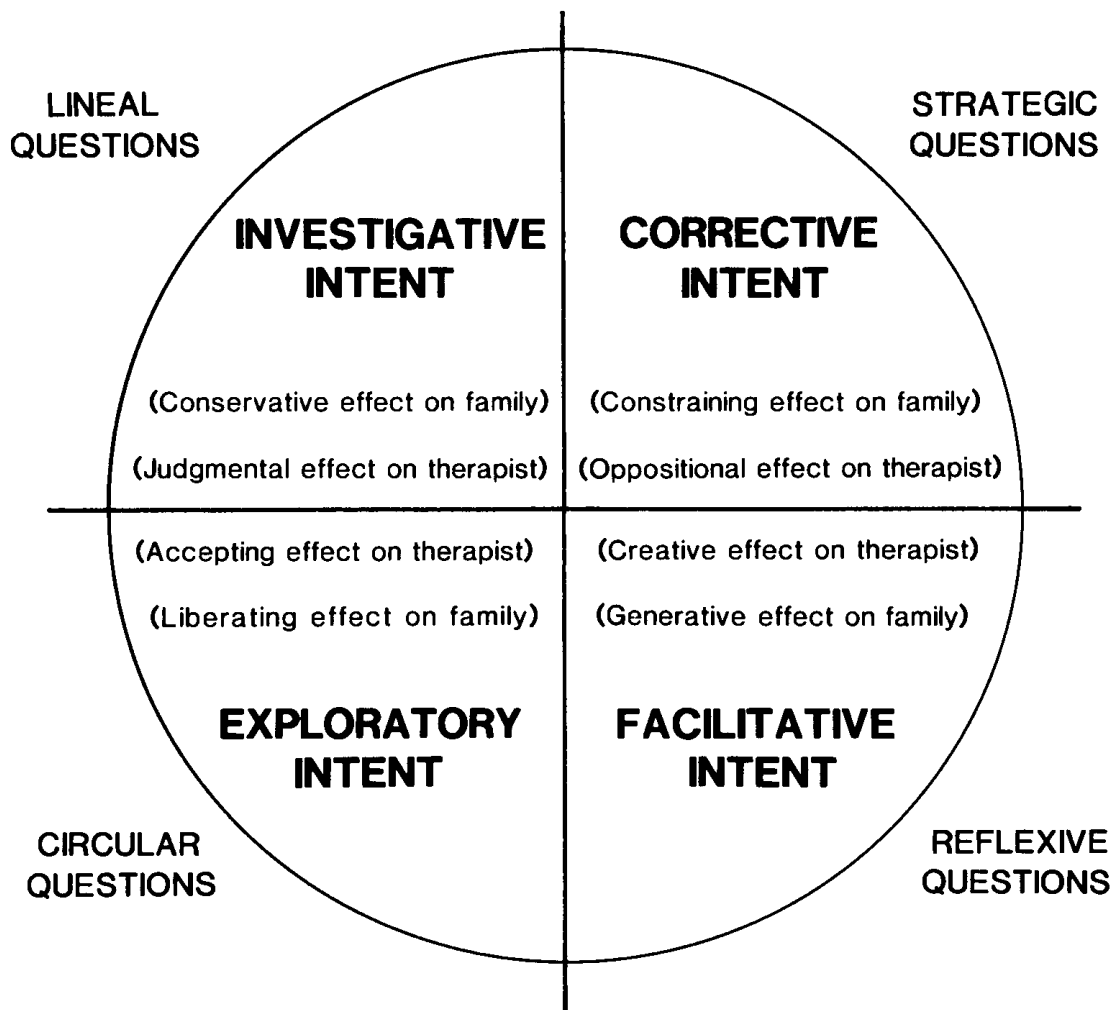 LINEAL
QUESTIONS
STRATEGIC
QUESTIONS
INVESTIGATIVE
INTENT
(Conservative effect on family)
(Judgmental effect on therapist)
CORRECTIVE
INTENT
(Constraining effect on family)
(Oppositional effect on therapist)
(Accepting effect on therapist)
(Liberating effect on family)
EXPLORATORY
INTENT
(Creative effect on therapist)
(Generative effect on family)
FACILITATIVE
INTENT
CIRCULAR
QUESTIONS
REFLEXIVE
QUESTIONS